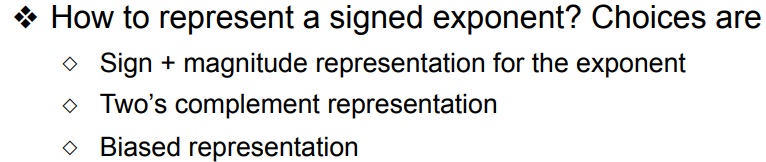 ❖ How to represent a signed exponent? Choices are
◇ Sign + magnitude representation for the exponent
◇ Two’s complement representation
◇ Biased representation